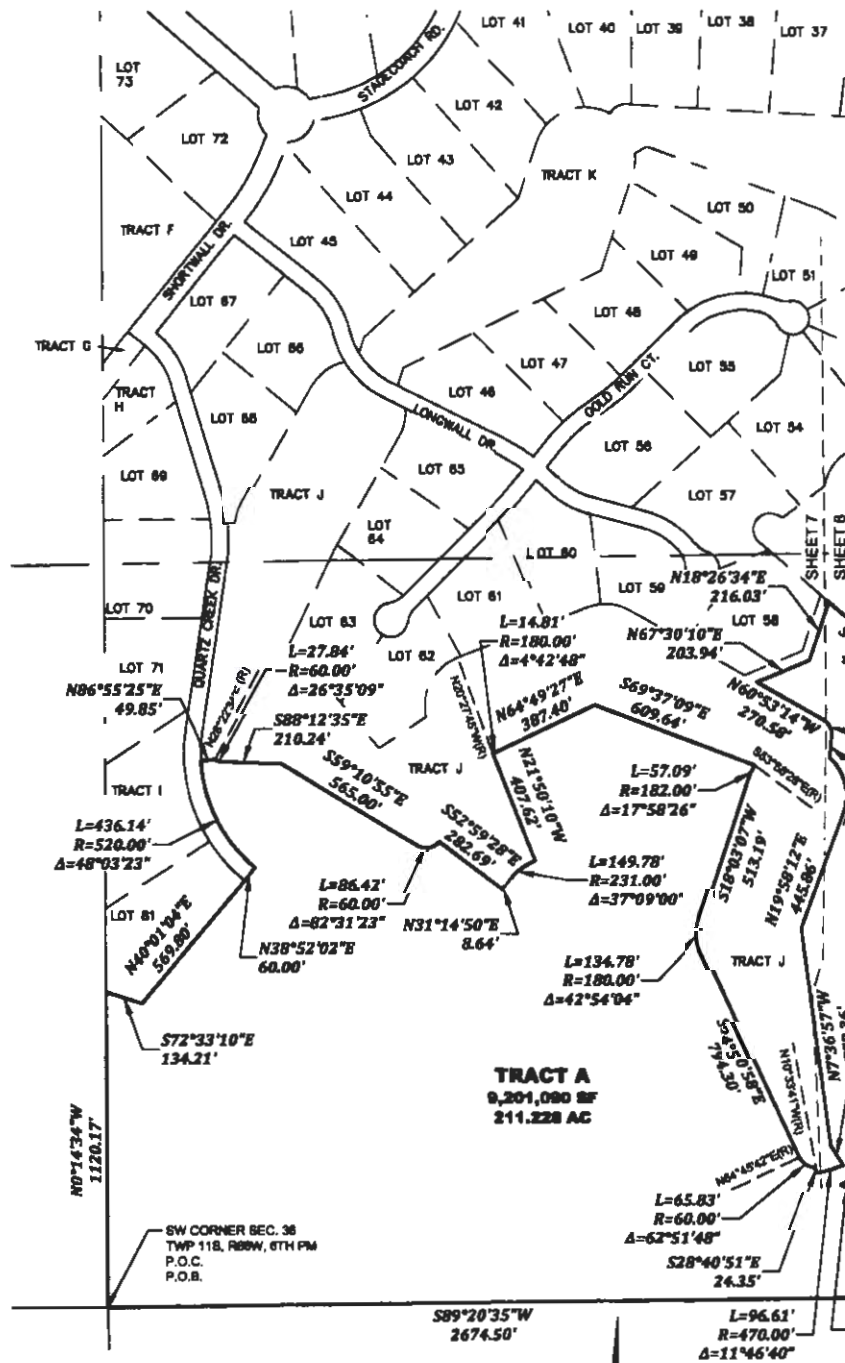 LOT 41
LOT 40
LOT 39
LOT 38
LOT 37
LOT
73
STAGECOACH RD.
LOT 42
LOT 72
LOT 43
LOT 44
TRACT K
LOT 50
TRACT F
SHORTWALL DR.
LOT 45
LOT 49
LOT 51
LOT 67
LOT 48
TRACT G
LOT 66
LOT 47
LOT 55
TRACT
H
LOT 46
GOLD RUN CT.
LONGWALL DR.
LOT 68
LOT 56
LOT 54
LOT 69
LOT 65
TRACT J
LOT 57
LOT
64
LOT 60
SHEET 7
SHEET 8
LOT 59
N18°26'34"E
216.03'
QUARTZ CREEK DR.
LOT 70
LOT 61
LOT 63
L=14.81'
R=180.00'
Δ=4°42'48"
LOT 58
N67°30'10"E
203.94'
LOT 71
L=27.84'
R=60.00'
Δ=26°35'09"
LOT 62
N86°55'25"E
49.85'
N20°27'45"W(R)
N64°49'27"E
387.40'
S69°37'09"E
609.64'
N60°53'14"W
270.58'
S88°12'35"E
210.24'
TRACT I
S59°10'55"E
565.00'
TRACT J
N21°50'10"W
407.62'
L=57.09'
R=182.00'
Δ=17°58'26"
L=436.14'
R=520.00'
Δ=48°03'23"
S52°59'28"E
282.69'
S18°03'07"W
513.19'
N19°58'12"E
445.86'
L=86.42'
R=60.00'
Δ=82°31'23"
L=149.78'
R=231.00'
Δ=37°09'00"
LOT 81
N40°01'04"E
569.80'
N31°14'50"E
8.64'
N38°52'02"E
60.00'
L=134.78'
R=180.00'
Δ=42°54'04"
TRACT J
S72°33'10"E
134.21'
S24°50'58"E
794.30'
N7°36'57"W
TRACT A
9,201,090 SF
211.228 AC
N10°33'41"W(R)
N64°45'42"E(R)
N0°14'34"W
1120.17'
L=65.83'
R=60.00'
Δ=62°51'48"
SW CORNER SEC. 36
P.O.C.
P.O.B.
S28°40'51"E
24.35'
S89°20'35"W
2674.50'
L=96.61'
R=470.00'
Δ=11°46'40"